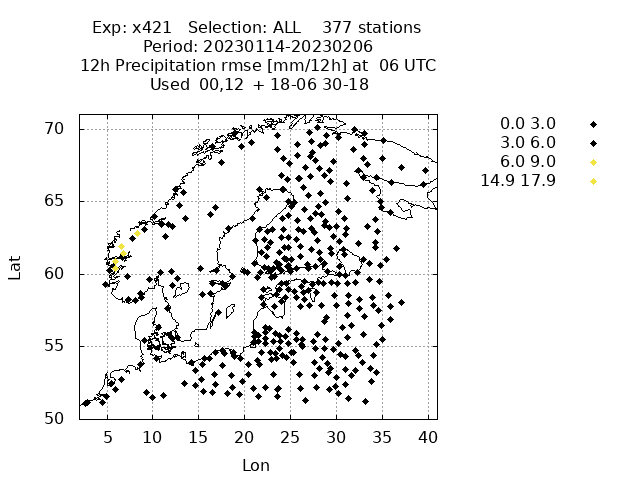 Exp: x421   Selection: ALL    377 stations
Period: 20230114-20230206
12h Precipitation rmse [mm/12h] at  06 UTC
Used  00,12  + 18-06 30-18
0.0 3.0
3.0 6.0
6.0 9.0
14.9 17.9
70
65
60
55
50
Lat
5 10 15 20 25 30 35 40
Lon